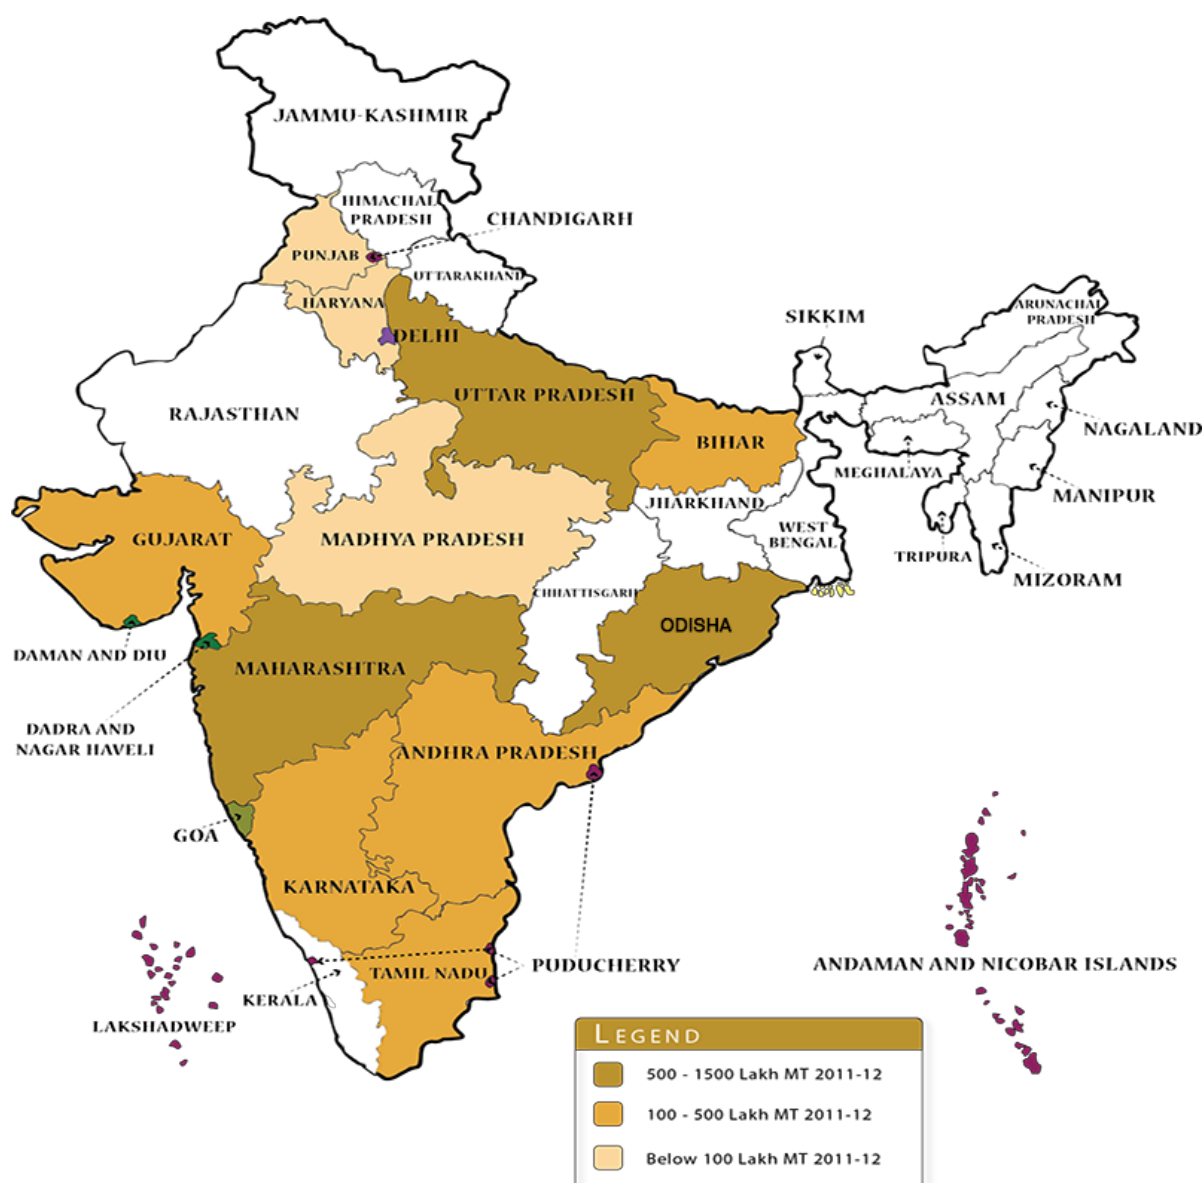 JAMMU-KASHMIR
HIMACHAL
PRADESH
CHANDIGARH
PUNJAB
UTTARAKHAND
HARYANA
DELHI
SIKKIM
ARUNACHAL
PRADESH
UTTAR PRADESH
ASSAM
RAJASTHAN
NAGALAND
BIHAR
MEGHALAYA
MANIPUR
JHARKHAND
GUJARAT
MADHYA PRADESH
WEST
BENGAL
TRIPURA
MIZORAM
CHHATTISGARH
ODISHA
DAMAN AND DIU
MAHARASHTRA
DADRA AND
NAGAR HAVELI
ANDHRA PRADESH
GOA
KARNATAKA
TAMIL NADU
PUDUCHERRY
ANDAMAN AND NICOBAR ISLANDS
KERALA
LAKSHADWEEP
LEGEND
500 - 1500 Lakh MT 2011-12
100 - 500 Lakh MT 2011-12
Below 100 Lakh MT 2011-12